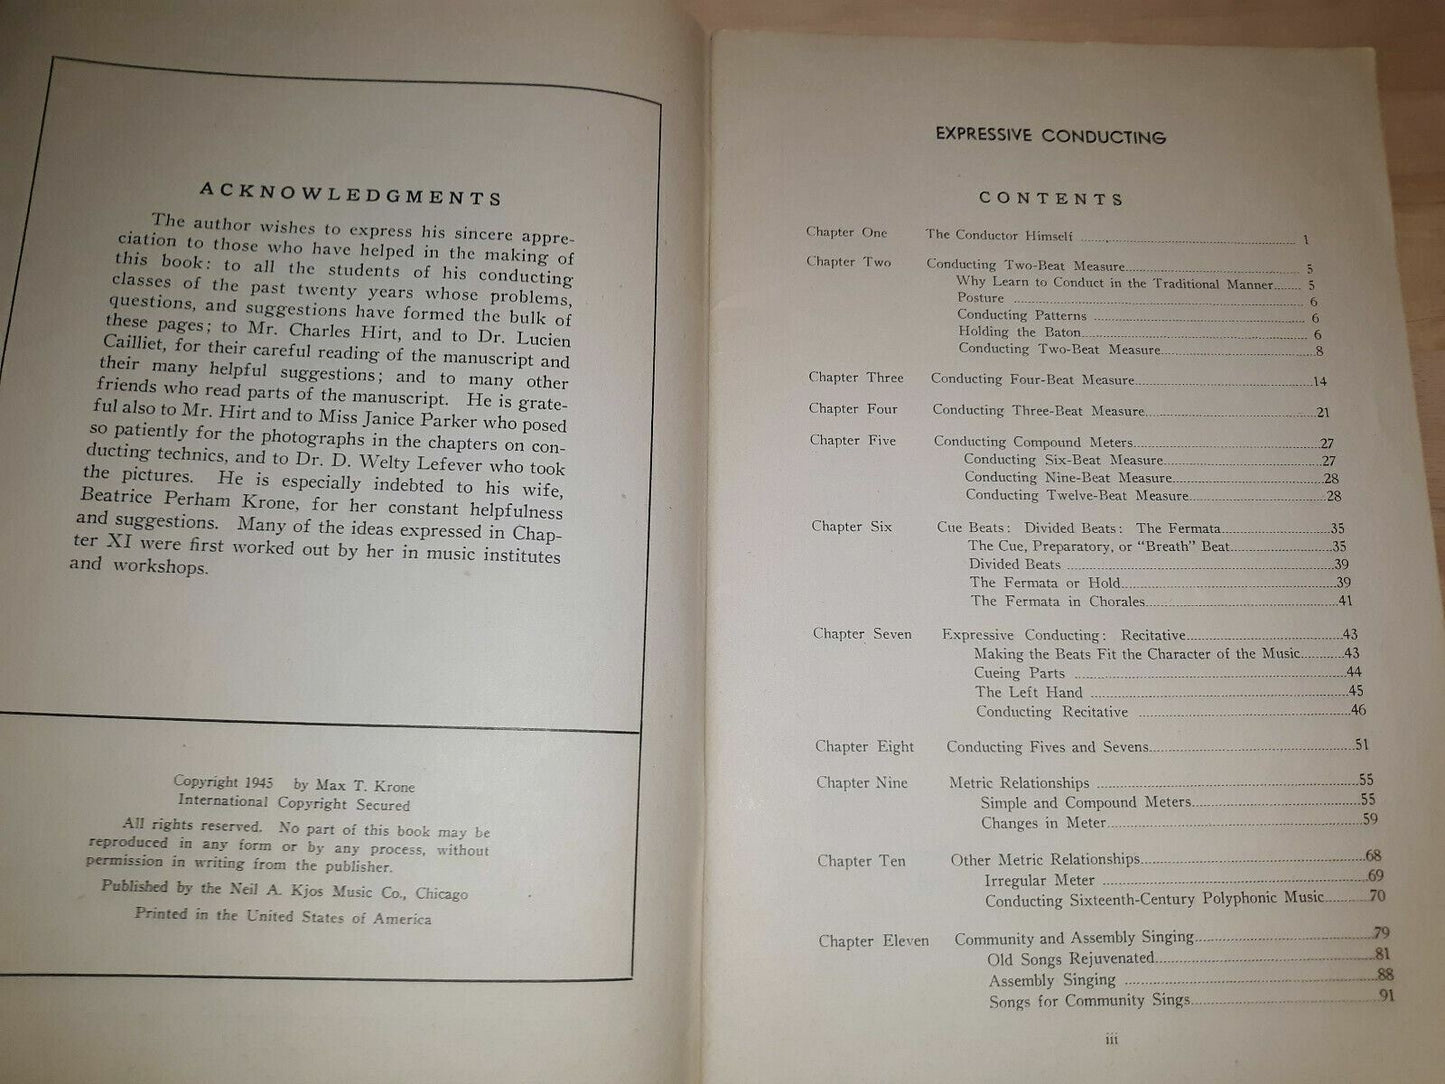 ACKNOWLEDGMENTS
The author wishes to express his sincere appre-
ciation to those who have helped in the making of
this book: to all the students of his conducting
classes of the past twenty years whose problems,
questions, and suggestions have formed the bulk of
these pages; to Mr. Charles Hirt, and to Dr. Lucien
Cailliet, for their careful reading of the manuscript and
their many helpful suggestions; and to many other
friends who read parts of the manuscript. He is grate-
ful also to Mr. Hirt and to Miss Janice Parker who posed
so patiently for the photographs in the chapters on con-
ducting technics, and to Dr. D. Welty Lefever who took
the pictures. He is especially indebted to his wife,
Beatrice Perham Krone, for her constant helpfulness
and suggestions. Many of the ideas expressed in Chap-
ter XI were first worked out by her in music institutes
and workshops.
Copyright 1945 by Max T. Krone
International Copyright Secured
All rights reserved. No part of this book may be
reproduced in any form or by any process, without
permission in writing from the publisher.
Published by the Neil A. Kjos Music Co., Chicago
Printed in the United States of America
EXPRESSIVE CONDUCTING
CONTENTS
Chapter One The Conductor Himself 1
Chapter Two Conducting Two-Beat Measure 5
Why Learn to Conduct in the Traditional Manner 5
Posture 6
Conducting Patterns 6
Holding the Baton 6
Conducting Two-Beat Measure 8
Chapter Three Conducting Four-Beat Measure 14
Chapter Four Conducting Three-Beat Measure 21
Chapter Five Conducting Compound Meters 27
Conducting Six-Beat Measure 27
Conducting Nine-Beat Measure 28
Conducting Twelve-Beat Measure 28
Chapter Six Cue Beats: Divided Beats: The Fermata 35
The Cue, Preparatory, or "Breath" Beat 35
Divided Beats 39
The Fermata or Hold 39
The Fermata in Chorales 41
Chapter Seven Expressive Conducting: Recitative 43
Making the Beats Fit the Character of the Music 43
Cueing Parts 44
The Left Hand 45
Conducting Recitative 46
Chapter Eight Conducting Fives and Sevens 51
Chapter Nine Metric Relationships 55
Simple and Compound Meters 55
Changes in Meter 59
Chapter Ten Other Metric Relationships 68
Irregular Meter 69
Conducting Sixteenth-Century Polyphonic Music 70
Chapter Eleven Community and Assembly Singing 79
Old Songs Rejuvenated 81
Assembly Singing 88
Songs for Community Sings 91
iii